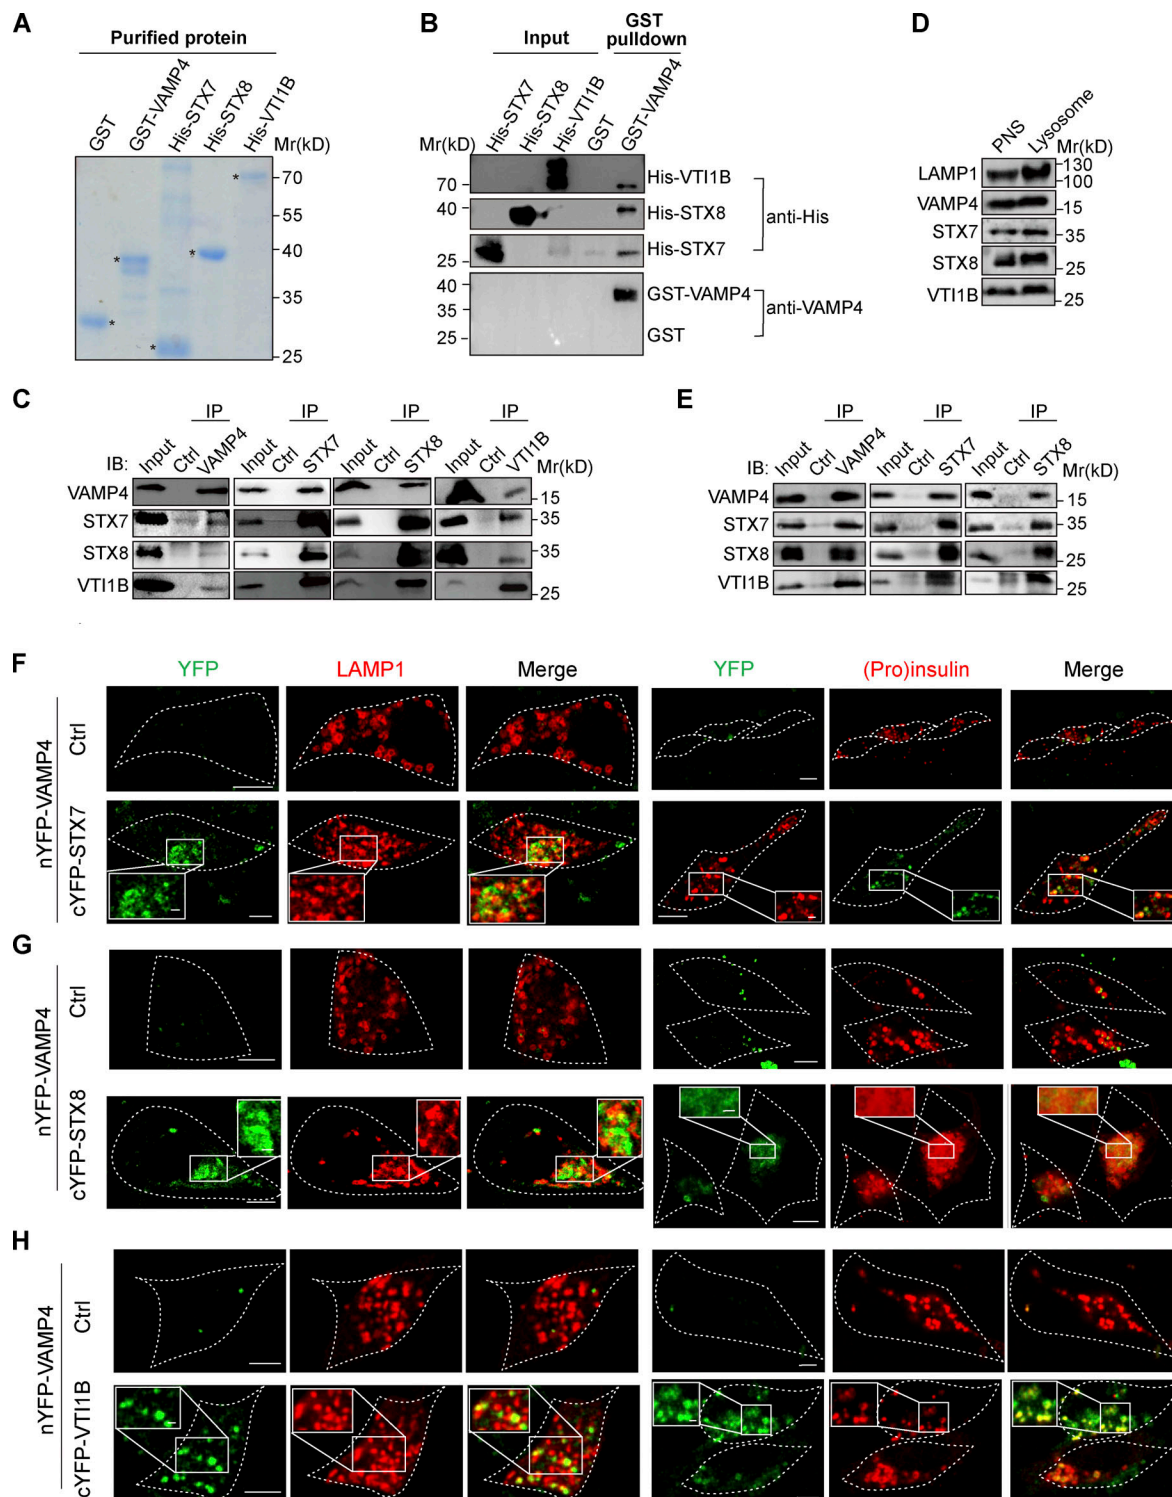 A
Purified protein
GST
GST-VAMP4
His-STX7
His-STX8
His-VTI1B
Mr(kD)
* * * * *
70
55
40
35
25
B
Input
GST pulldown
His-STX7
His-STX8
His-VTI1B
GST
GST-VAMP4
Mr(kD)
70
40
25
40
35
25
His-VTI1B
His-STX8
His-STX7
anti-His
GST-VAMP4
GST
anti-VAMP4
D
PNS
Lysosome
Mr(kD)
LAMP1
130
100
VAMP4
15
STX7
35
STX8
25
VTI1B
25
C
IP
IP
IP
IP
IB:
Input
Ctrl
VAMP4
Input
Ctrl
STX7
Input
Ctrl
STX8
Input
Ctrl
VTI1B
Mr(kD)
VAMP4
15
STX7
35
STX8
35
VTI1B
25
E
IP
IP
IP
IB:
Input
Ctrl
VAMP4
Input
Ctrl
STX7
Input
Ctrl
STX8
Mr(kD)
VAMP4
15
STX7
35
STX8
25
VTI1B
25
F
YFP
LAMP1
Merge
YFP
(Pro)insulin
Merge
nYFP-VAMP4
Ctrl
cYFP-STX7
G
nYFP-VAMP4
Ctrl
cYFP-STX8
H
nYFP-VAMP4
Ctrl
cYFP-VTI1B